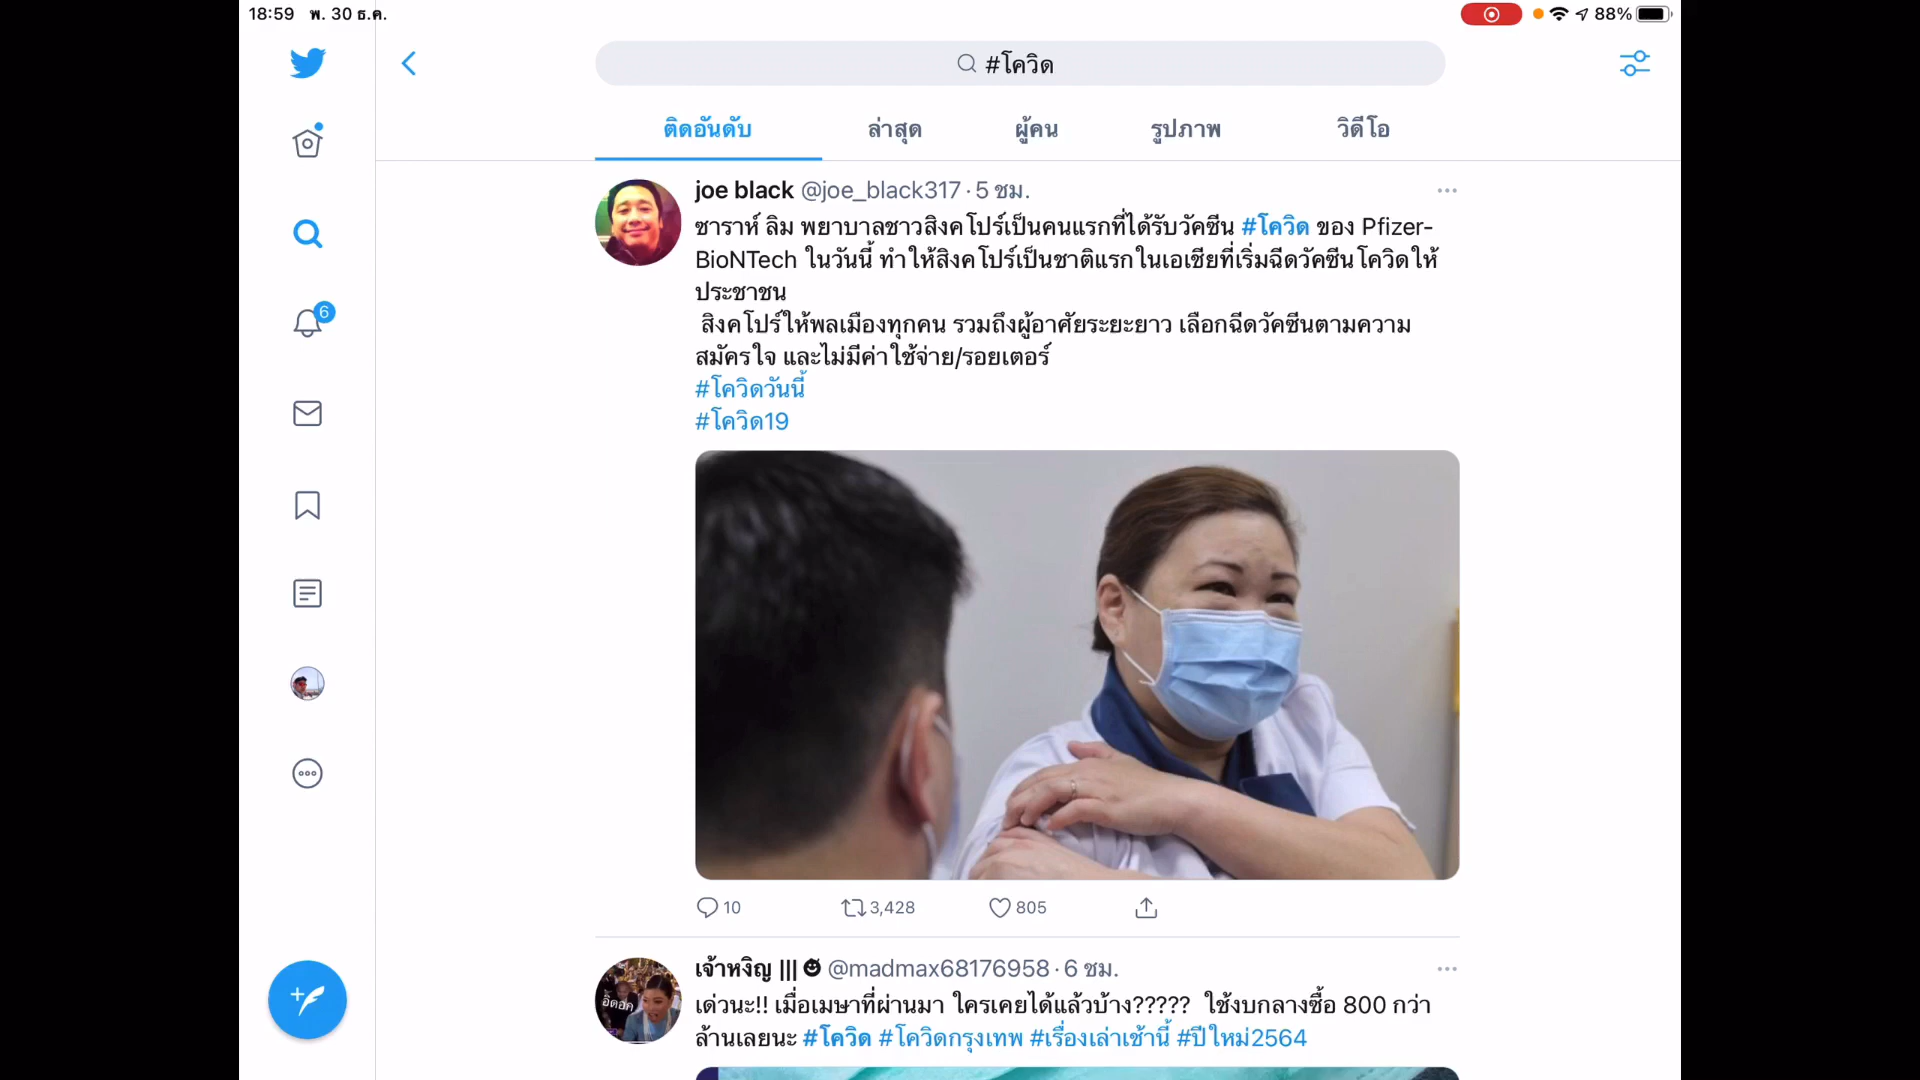 18:59 พ. 30 ธ.ค.
88%
#โควิด
ติดอันดับ ล่าสุด ผู้คน รูปภาพ วิดีโอ
joe black @joe_black317 · 5 ชม.
ซาราห์ ลิม พยาบาลชาวสิงคโปร์เป็นคนแรกที่ได้รับวัคซีน #โควิด ของ Pfizer-
BioNTech ในวันนี้ ทำให้สิงคโปร์เป็นชาติแรกในเอเชียที่เริ่มฉีดวัคซีนโควิดให้
ประชาชน
สิงคโปร์ให้พลเมืองทุกคน รวมถึงผู้อาศัยระยะยาว เลือกฉีดวัคซีนตามความ
สมัครใจ และไม่มีค่าใช้จ่าย/รอยเตอร์
#โควิดวันนี้
#โควิด19
6
10 3,428 805
เจ้าหงิญ ||| @madmax68176958 · 6 ชม.
เด่วนะ!! เมื่อเมษาที่ผ่านมา ใครเคยได้แล้วบ้าง????? ใช้งบกลางซื้อ 800 กว่า
ล้านเลยนะ #โควิด #โควิดกรุงเทพ #เรื่องเล่าเช้านี้ #ปีใหม่2564